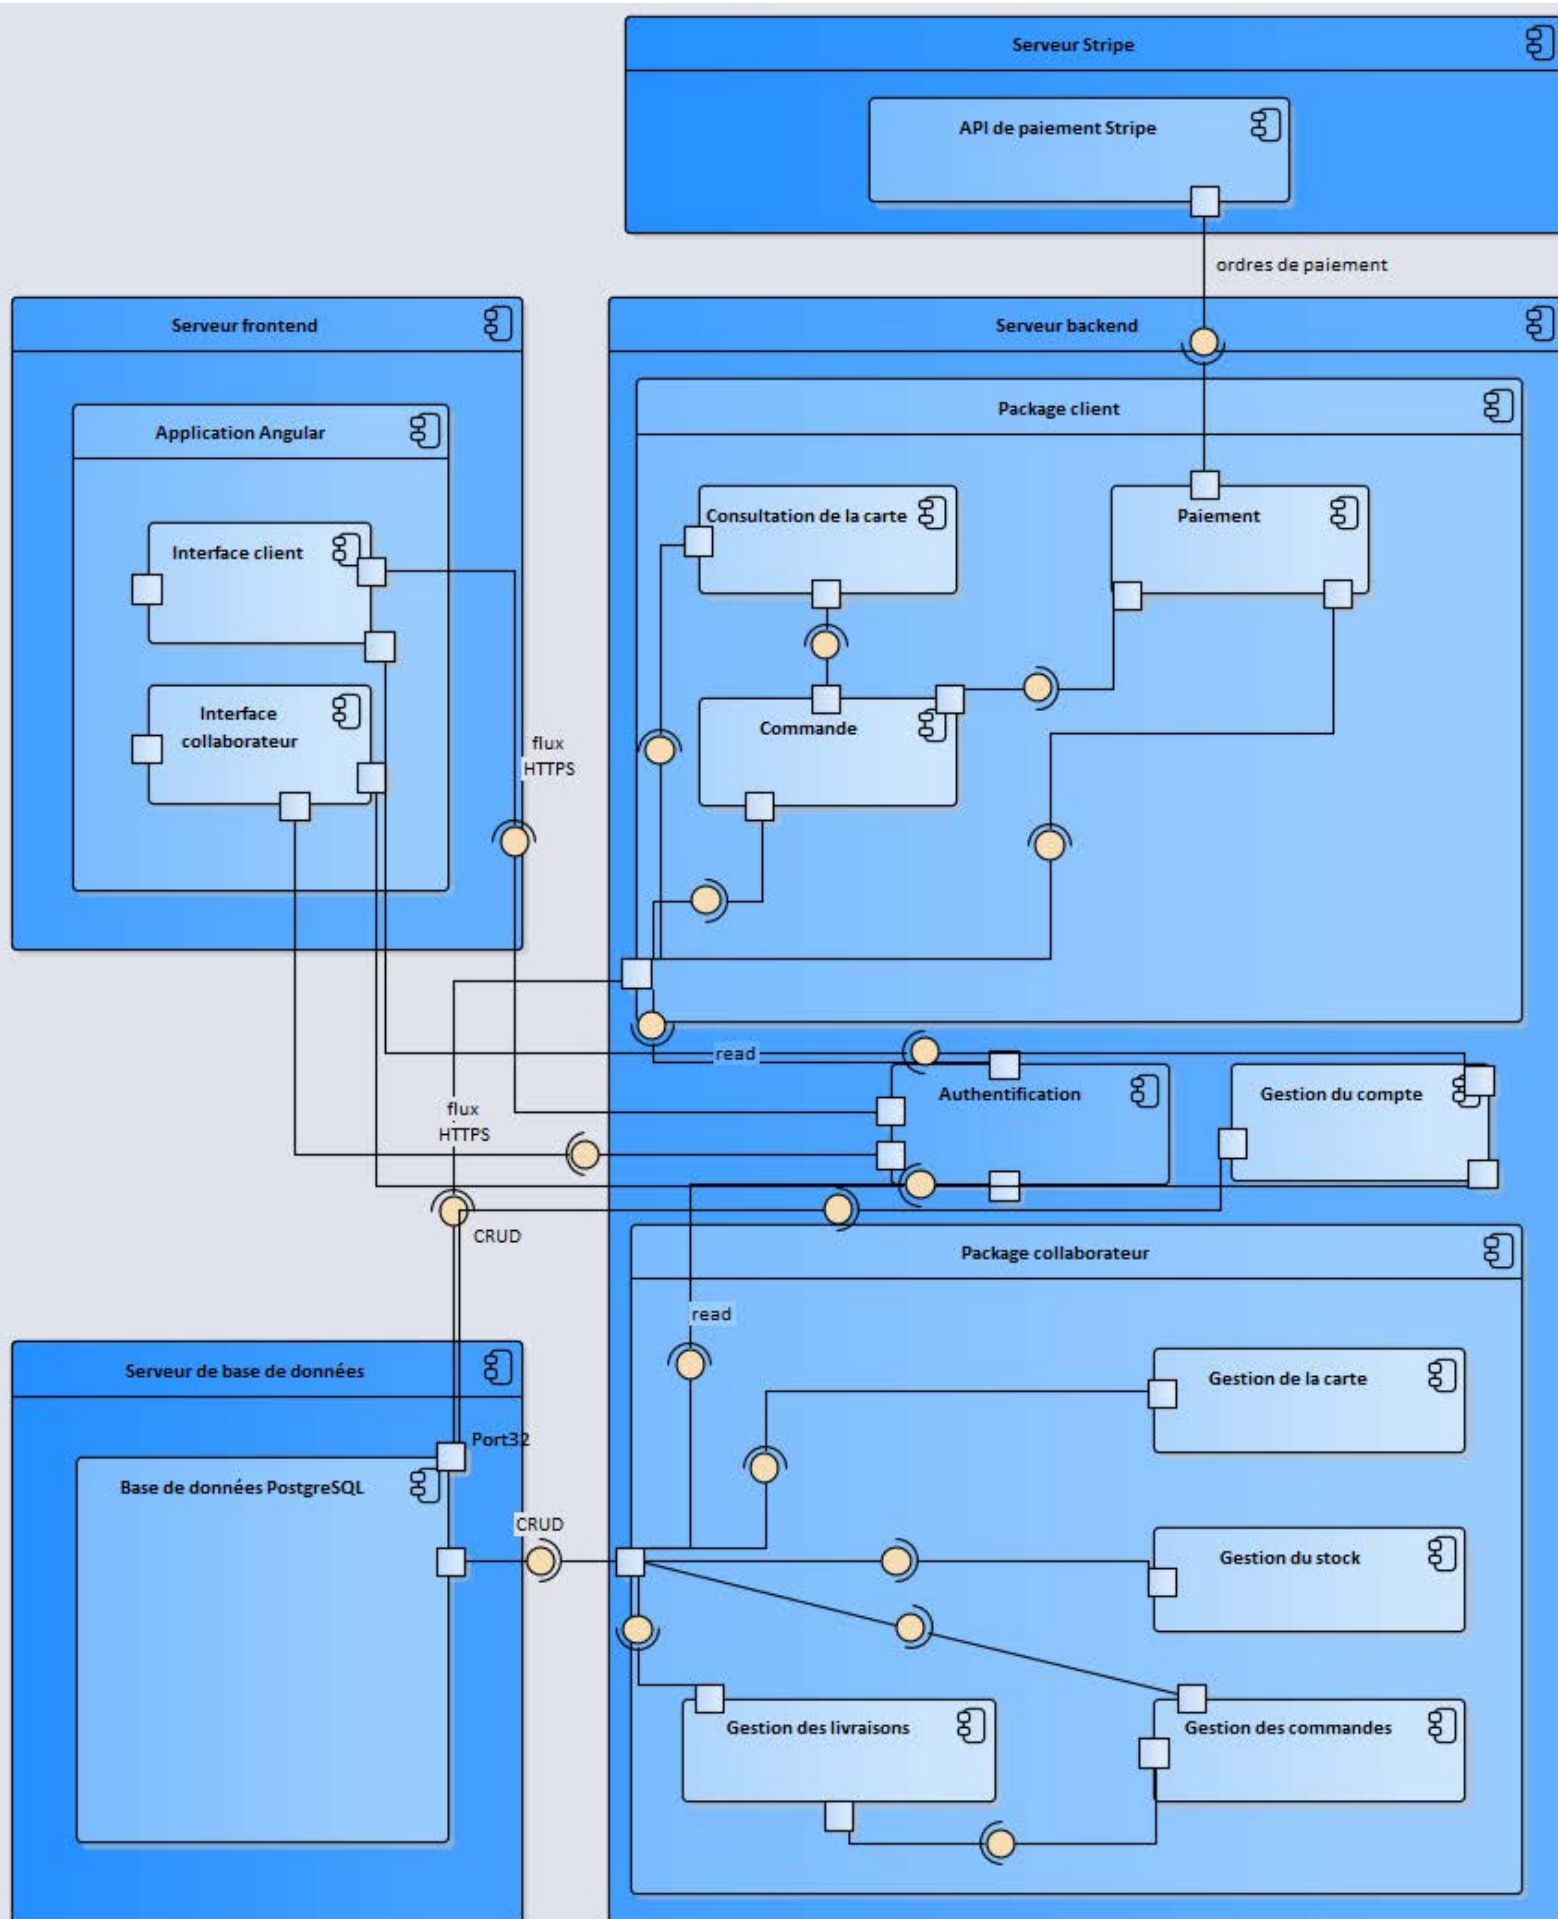 Serveur Stripe
API de paiement Stripe
ordres de paiement
Serveur frontend
Serveur backend
Application Angular
Package client
Interface client
Consultation de la carte
Paiement
Interface
collaborateur
Commande
flux
HTTPS
read
flux
HTTPS
Authentification
Gestion du compte
CRUD
Package collaborateur
read
Serveur de base de données
Gestion de la carte
Port32
Base de données PostgreSQL
CRUD
Gestion du stock
Gestion des livraisons
Gestion des commandes